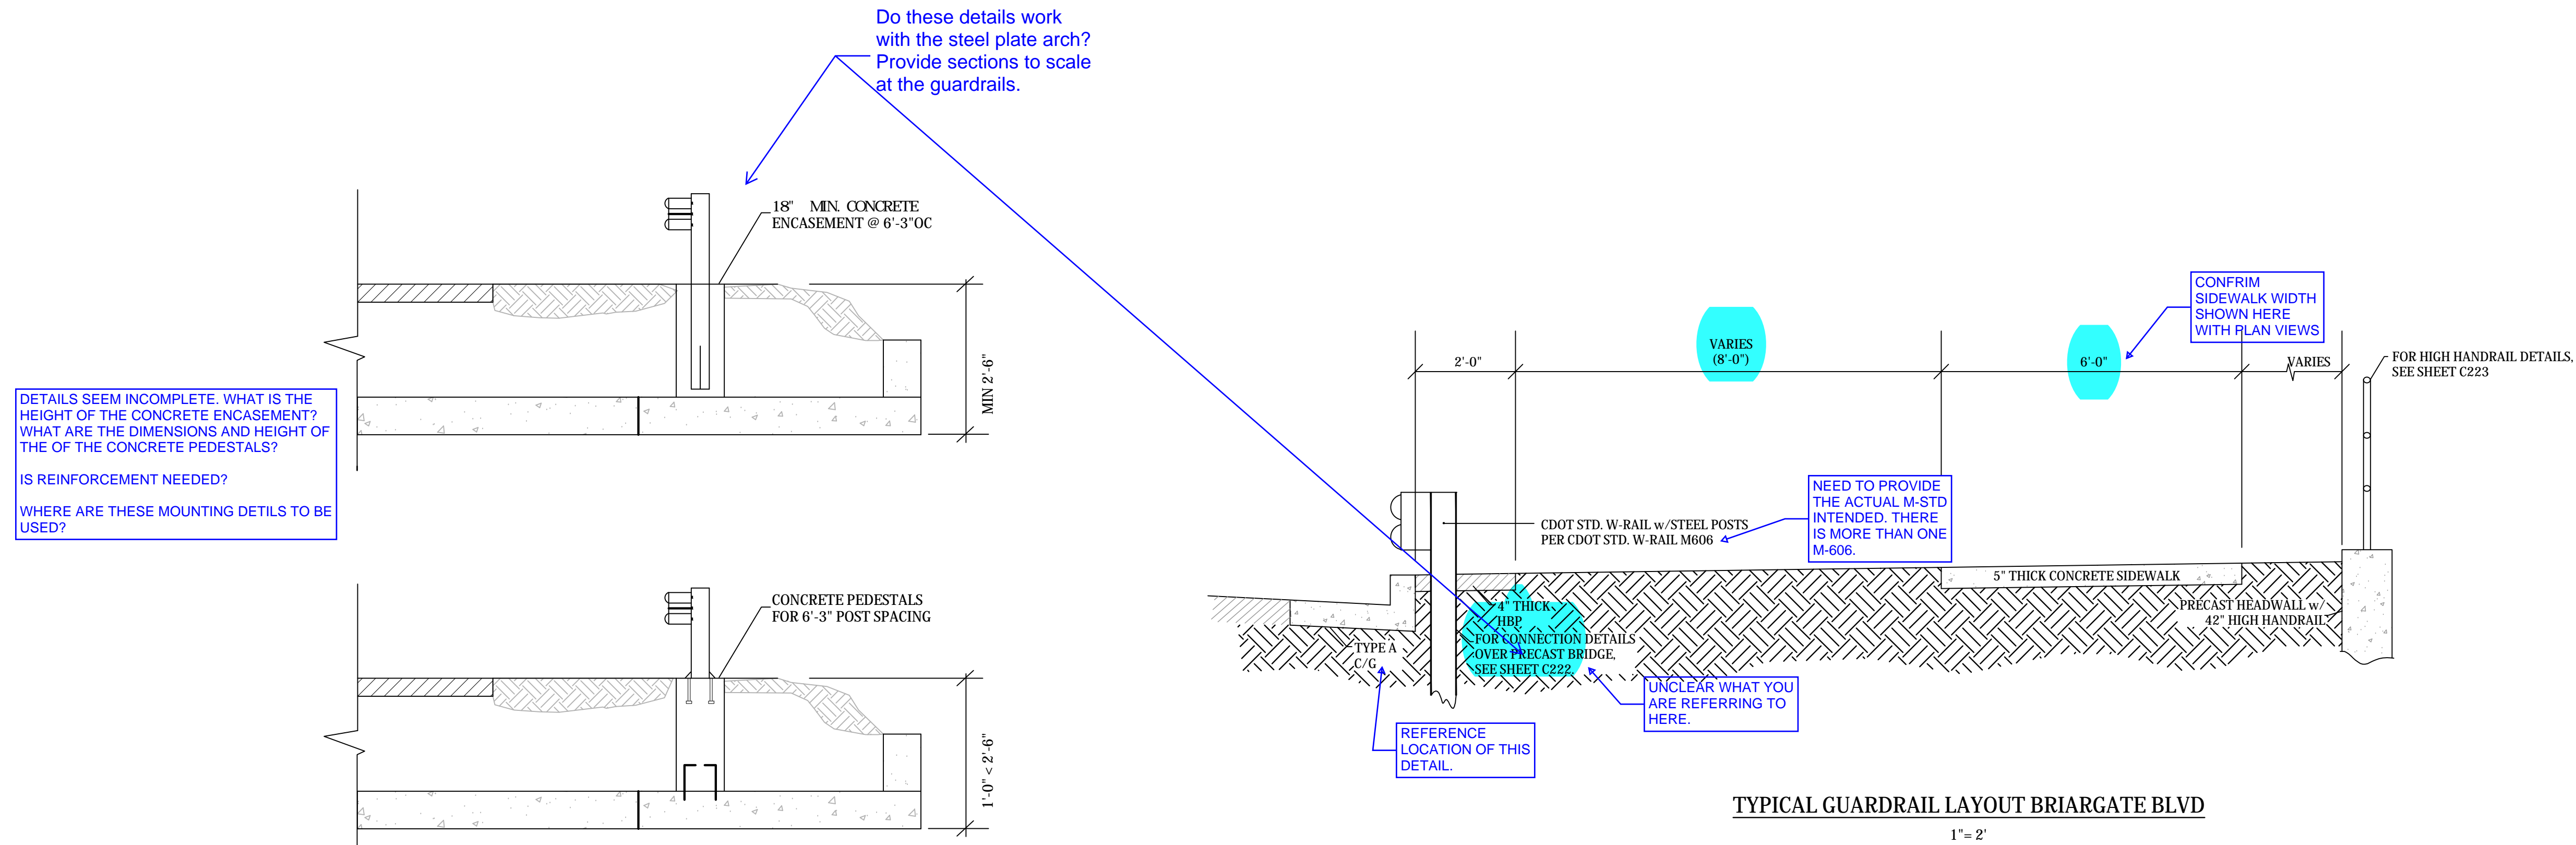 Do these details work
with the steel plate arch?
Provide sections to scale
at the guardrails.
18" MIN. CONCRETE
ENCASEMENT @ 6'-3"OC
MIN 2'-6"
DETAILS SEEM INCOMPLETE. WHAT IS THE
HEIGHT OF THE CONCRETE ENCASEMENT?
WHAT ARE THE DIMENSIONS AND HEIGHT OF
THE OF THE CONCRETE PEDESTALS?
IS REINFORCEMENT NEEDED?
WHERE ARE THESE MOUNTING DETILS TO BE
USED?
CONCRETE PEDESTALS
FOR 6'-3" POST SPACING
1'-0" < 2'-6"
CONFRIM
SIDEWALK WIDTH
SHOWN HERE
WITH PLAN VIEWS
2'-0"
VARIES
(8'-0")
6'-0"
VARIES
FOR HIGH HANDRAIL DETAILS,
SEE SHEET C223
CDOT STD. W-RAIL w/STEEL POSTS
PER CDOT STD. W-RAIL M606
NEED TO PROVIDE
THE ACTUAL M-STD
INTENDED. THERE
IS MORE THAN ONE
M-606.
5" THICK CONCRETE SIDEWALK
PRECAST HEADWALL w/
42" HIGH HANDRAIL
4" THICK
HBP
FOR CONNECTION DETAILS
OVER PRECAST BRIDGE,
SEE SHEET C222.
TYPE A
C/G
UNCLEAR WHAT YOU
ARE REFERRING TO
HERE.
REFERENCE
LOCATION OF THIS
DETAIL.
TYPICAL GUARDRAIL LAYOUT BRIARGATE BLVD
1"= 2'